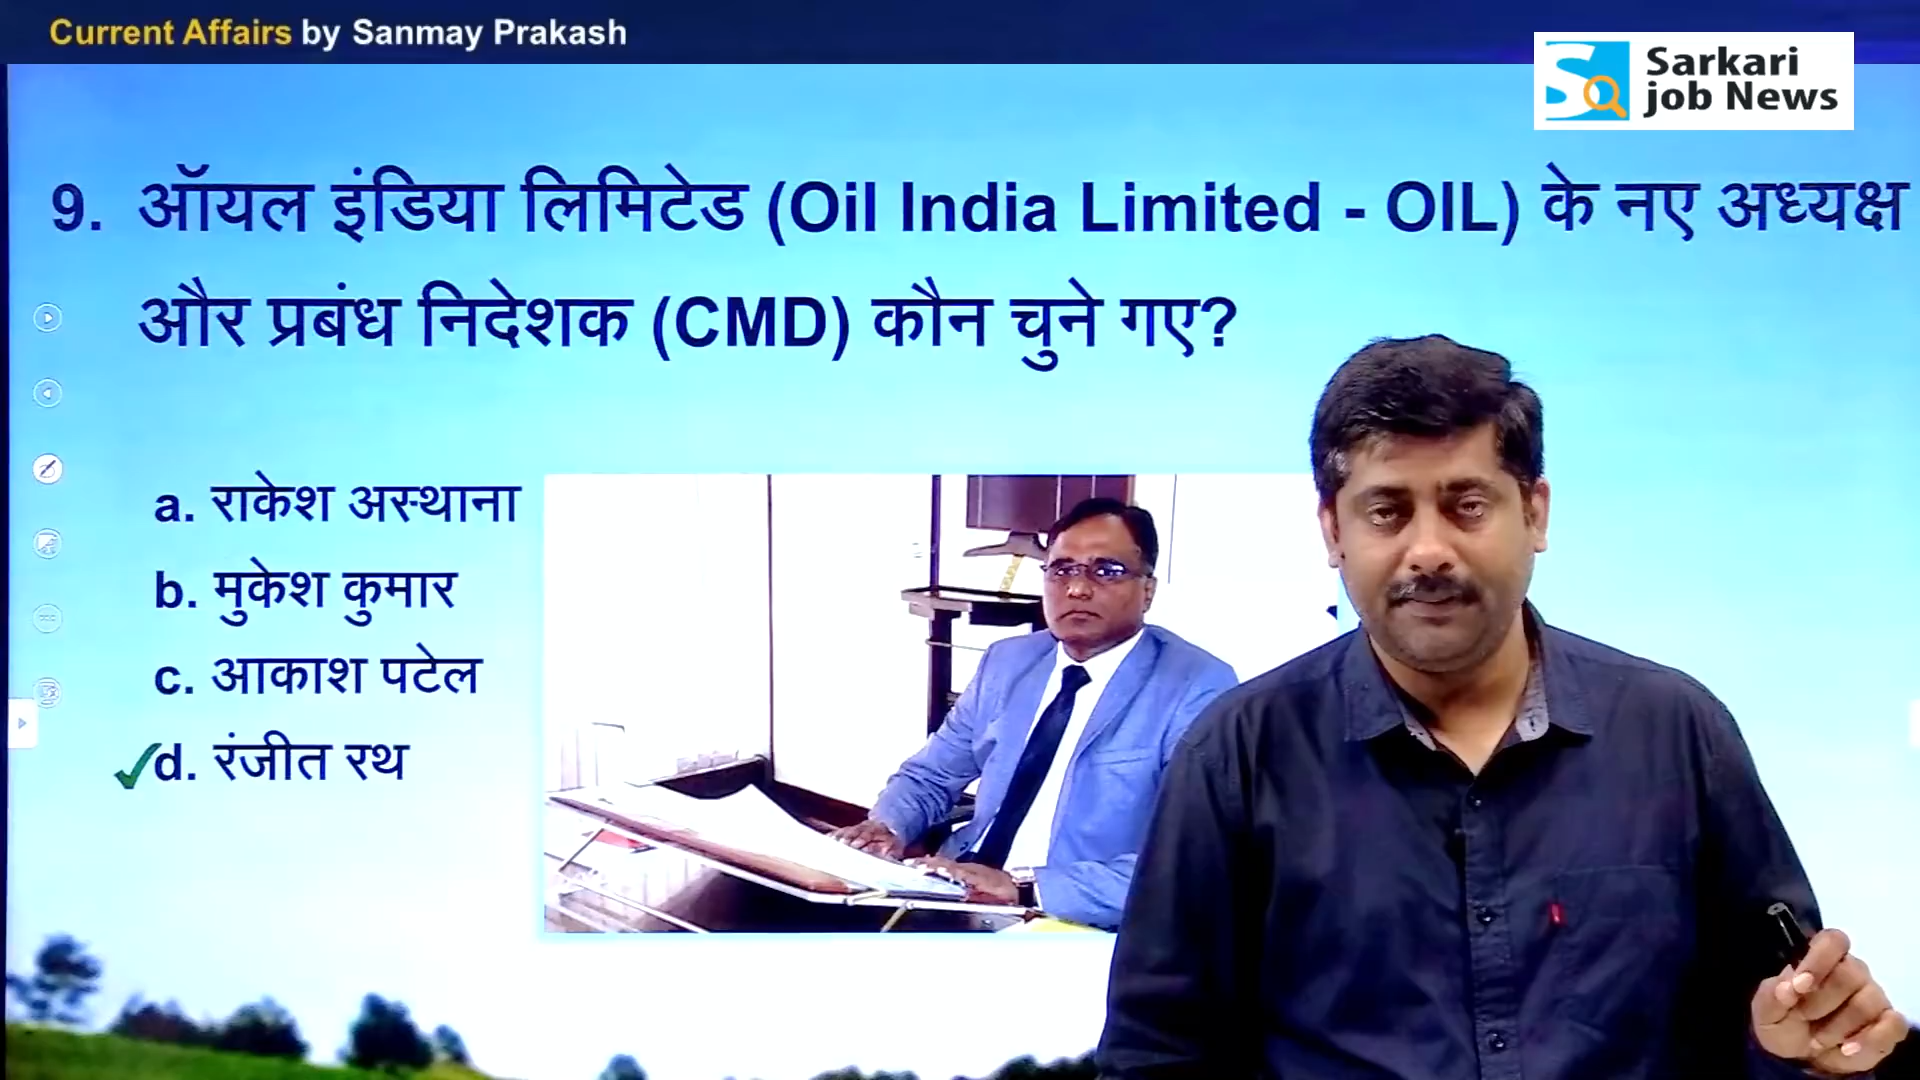 Current Affairs by Sanmay Prakash
Sarkari
job News
9. ऑयल इंडिया लिमिटेड (Oil India Limited - OIL) के नए अध्यक्ष
और प्रबंध निदेशक (CMD) कौन चुने गए?
a. राकेश अस्थाना
b. मुकेश कुमार
c. आकाश पटेल
d. रंजीत रथ